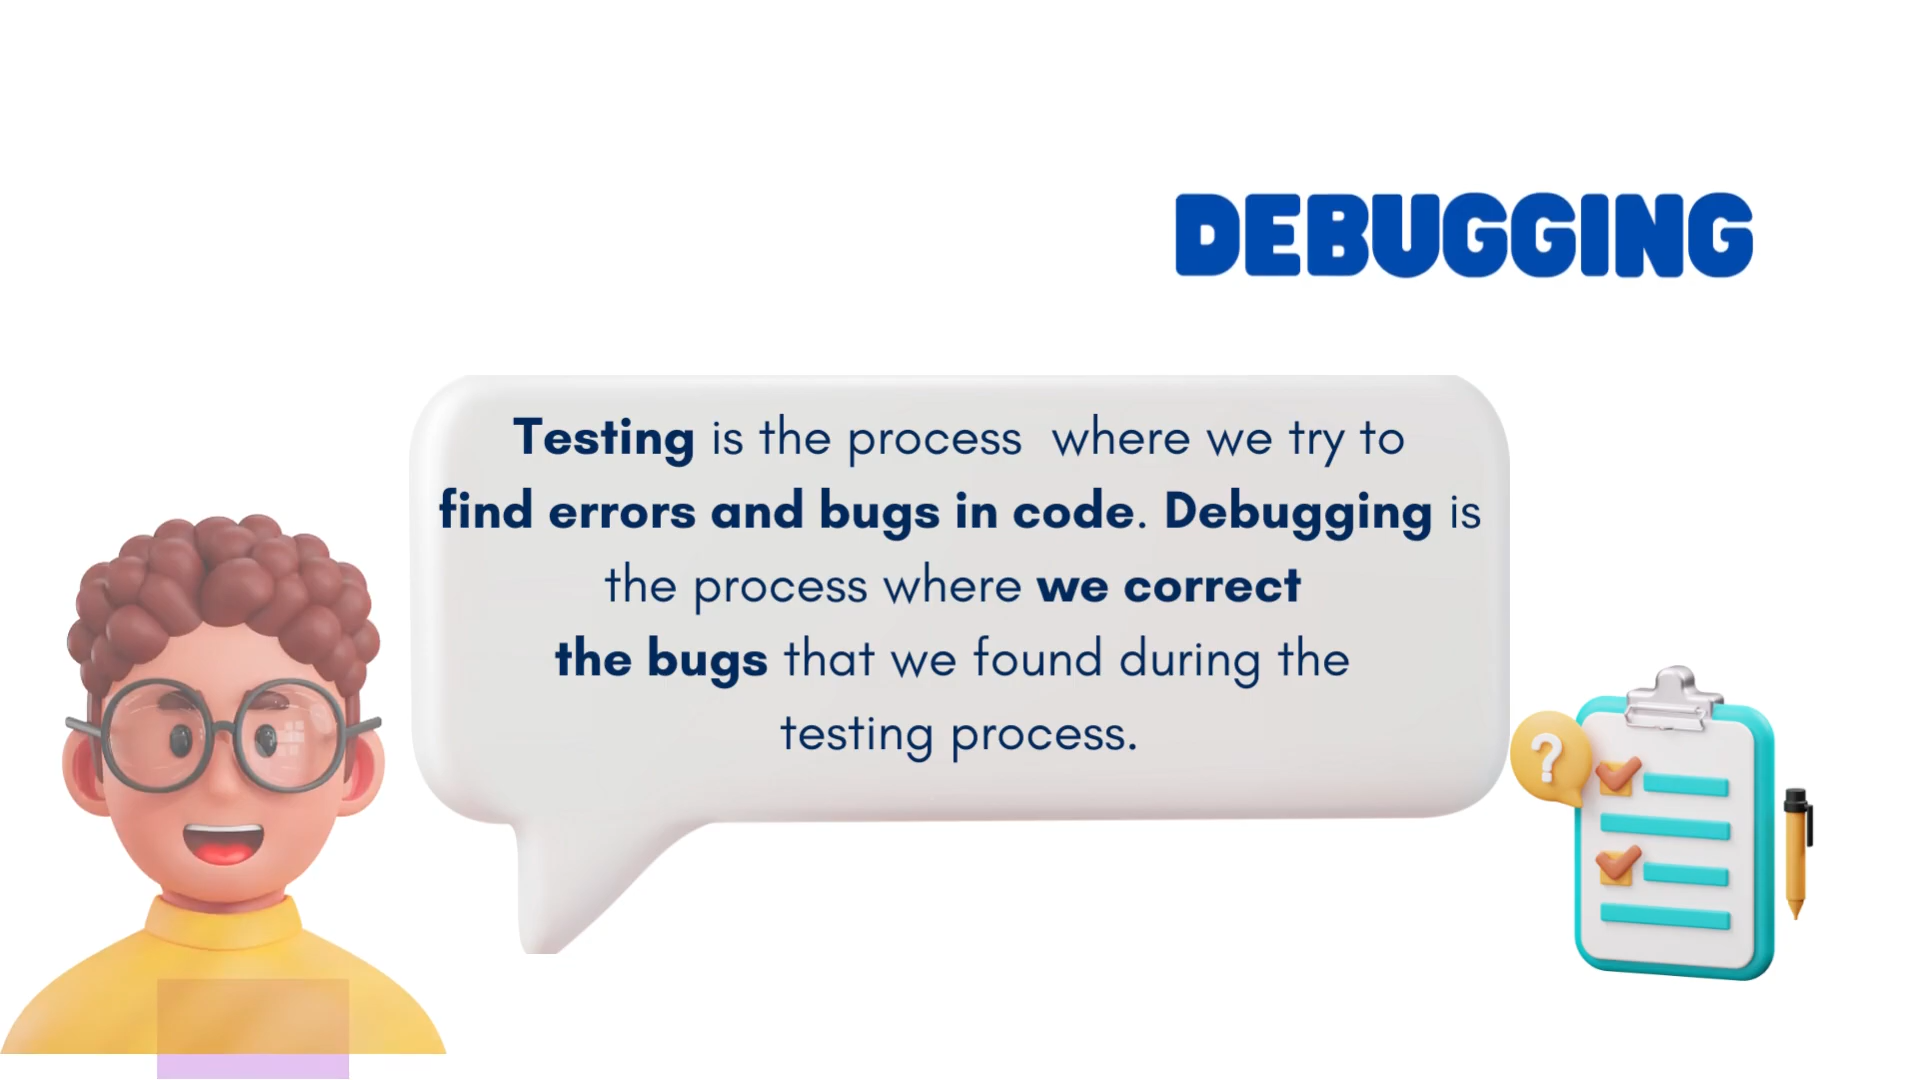 DEBUGGING
Testing is the process  where we try to
find errors and bugs in code. Debugging is
the process where we correct
the bugs that we found during the
testing process.
?